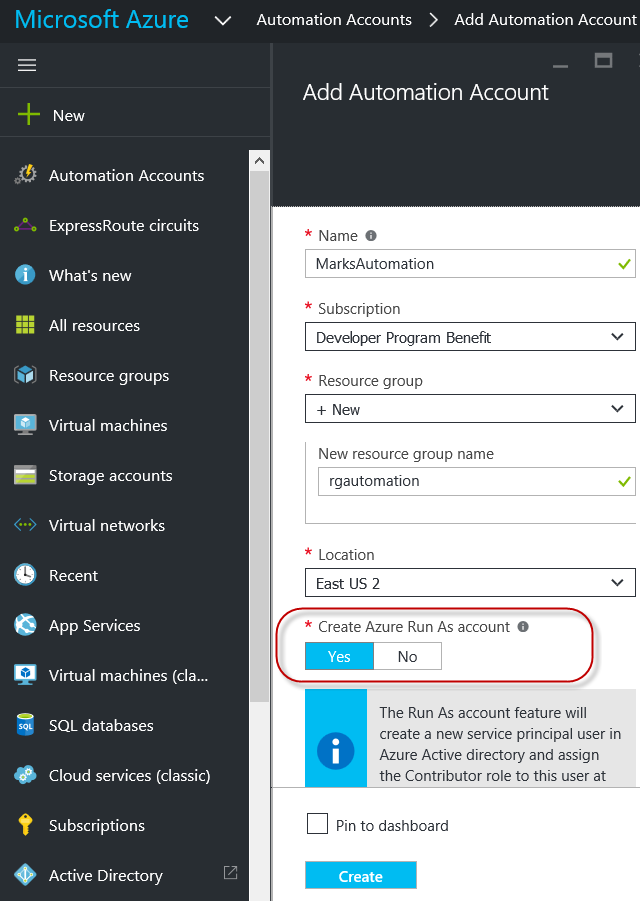 Microsoft Azure
Automation Accounts > Add Automation Account
New
Automation Accounts
ExpressRoute circuits
What's new
All resources
Resource groups
Virtual machines
Storage accounts
Virtual networks
Recent
App Services
Virtual machines (cla...
SQL databases
Cloud services (classic)
Subscriptions
Active Directory
Add Automation Account
* Name
MarksAutomation
* Subscription
Developer Program Benefit
* Resource group
+ New
New resource group name
rgautomation
* Location
East US 2
* Create Azure Run As account
Yes No
The Run As account feature will
create a new service principal user in
Azure Active directory and assign
the Contributor role to this user at
Pin to dashboard
Create